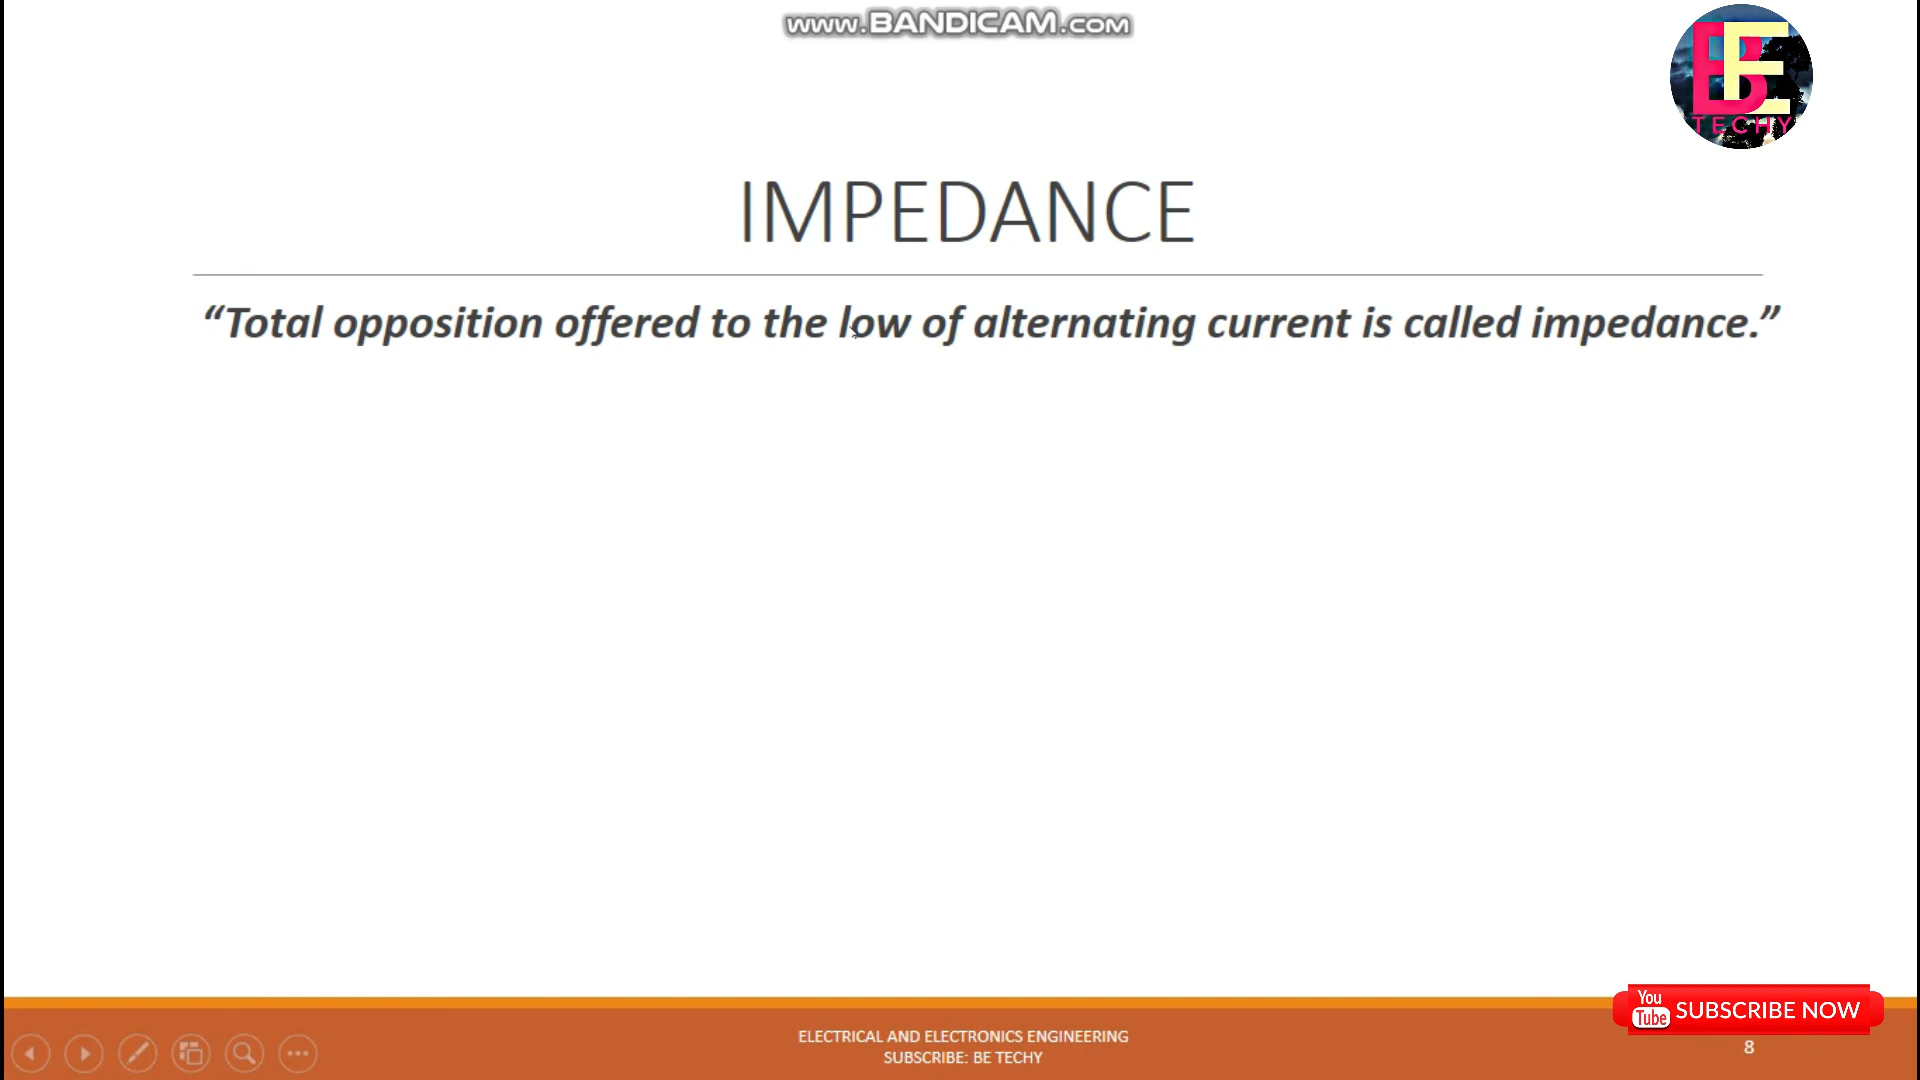 www.BANDICAM.com
BE
TECHY
IMPEDANCE
“Total opposition offered to the low of alternating current is called impedance.”
You
Tube SUBSCRIBE NOW
ELECTRICAL AND ELECTRONICS ENGINEERING
SUBSCRIBE: BE TECHY
8